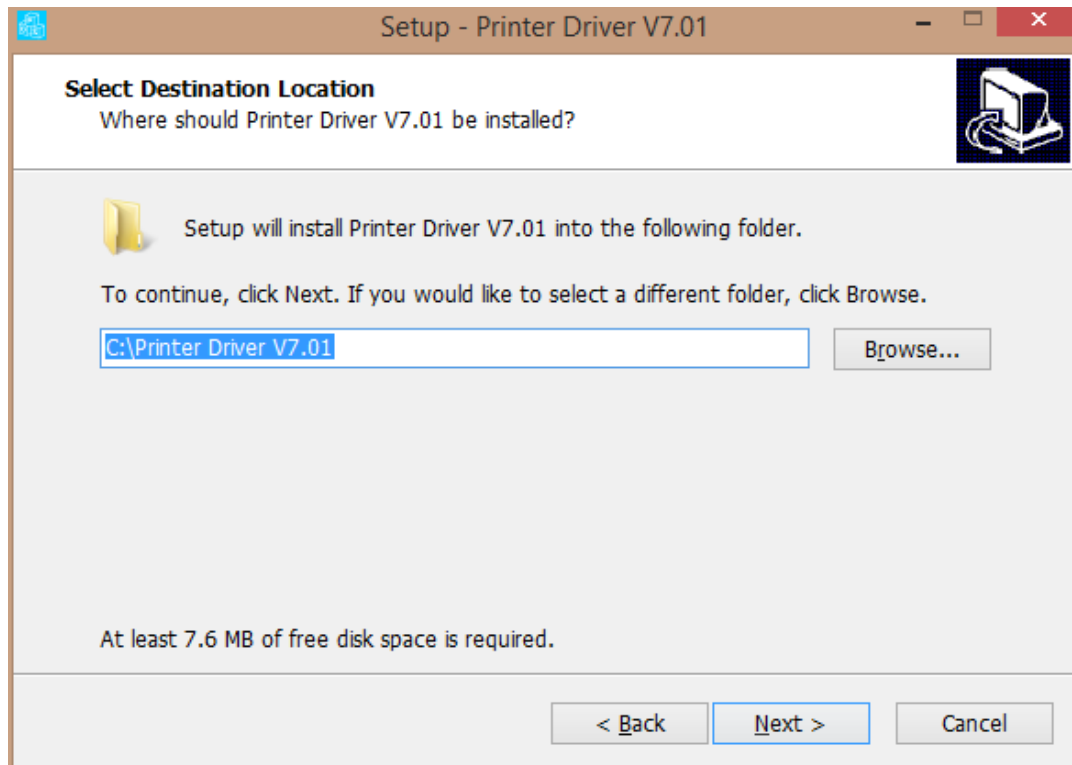 Setup - Printer Driver V7.01
Select Destination Location
Where should Printer Driver V7.01 be installed?
Setup will install Printer Driver V7.01 into the following folder.
To continue, click Next. If you would like to select a different folder, click Browse.
C:\Printer Driver V7.01
Browse...
At least 7.6 MB of free disk space is required.
< Back
Next >
Cancel